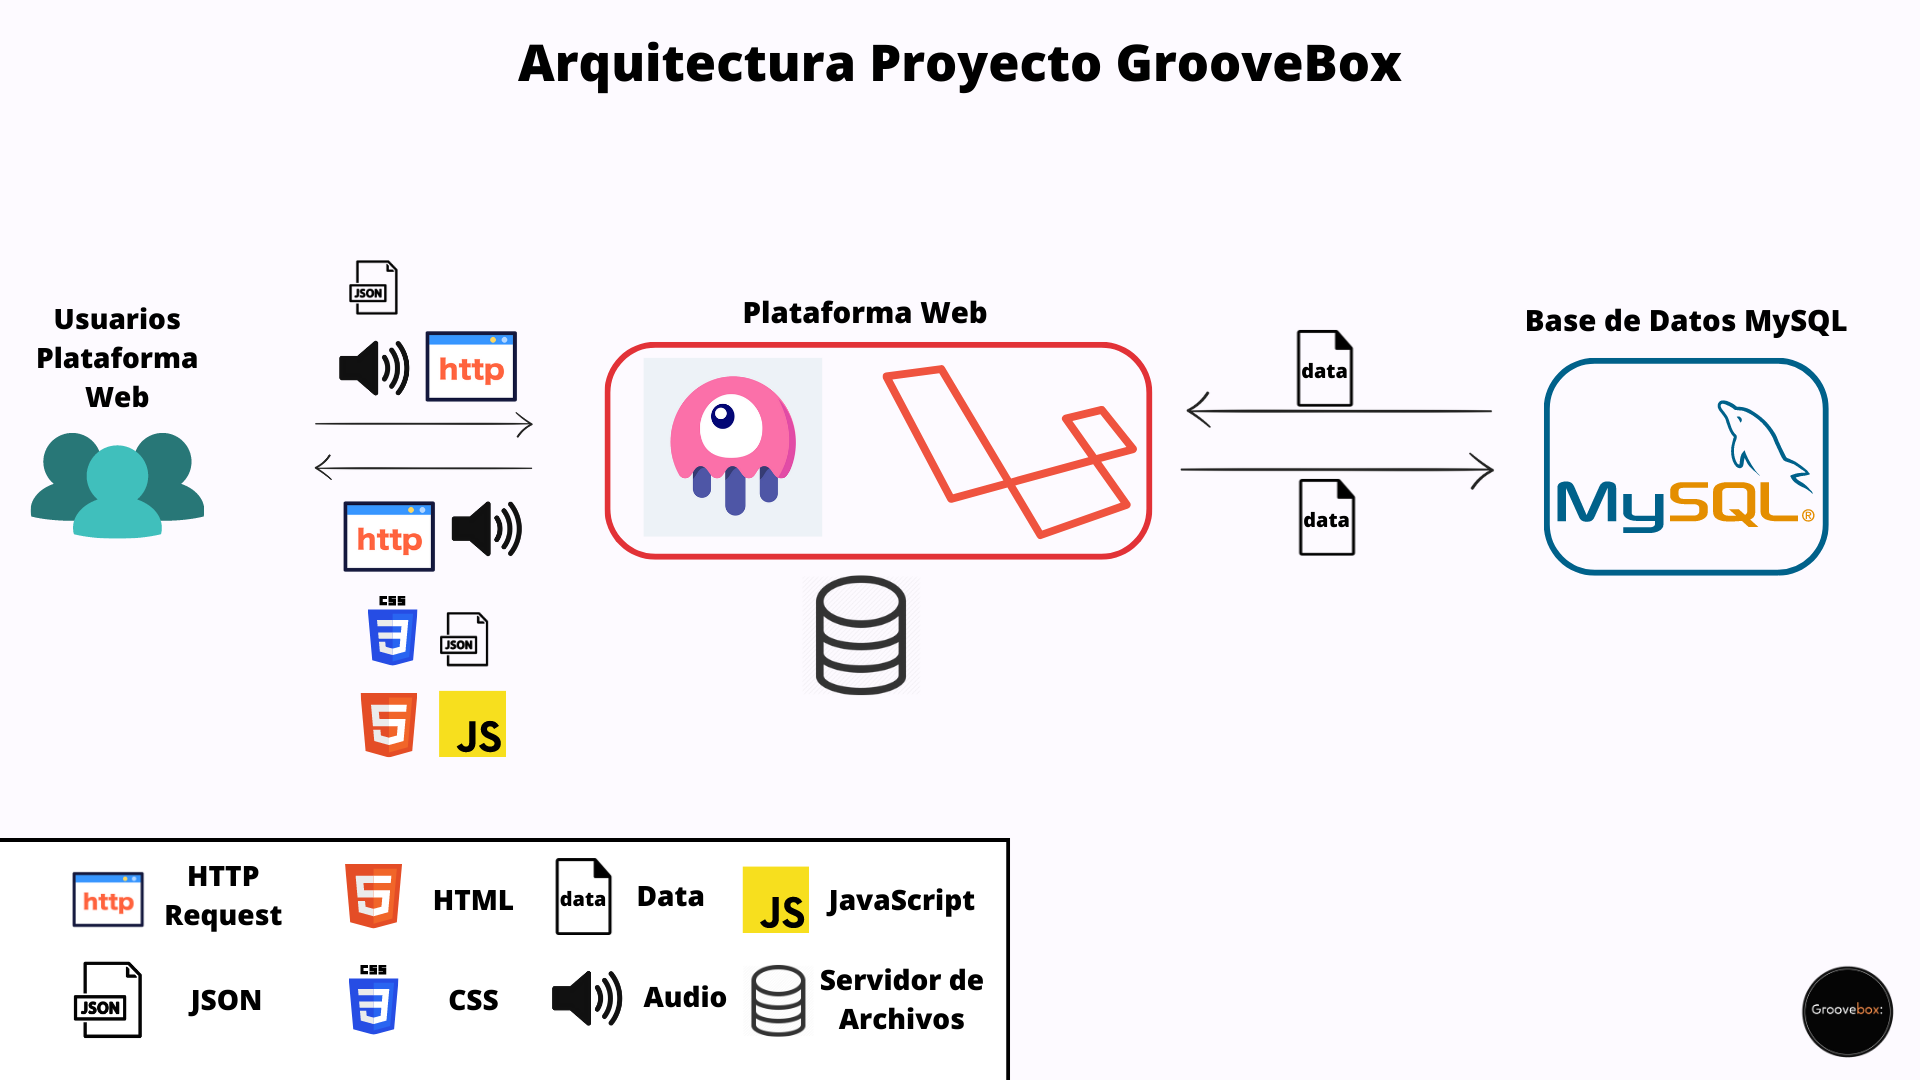 Arquitectura Proyecto GrooveBox
Usuarios
Plataforma
Web
JSON
http
http
CSS
JSON
JS
Plataforma Web
data
data
Base de Datos MySQL
MySQL®
http
HTTP
Request
HTML
data
Data
JS
JavaScript
JSON
JSON
CSS
CSS
Audio
Servidor de
Archivos
Groovebox: